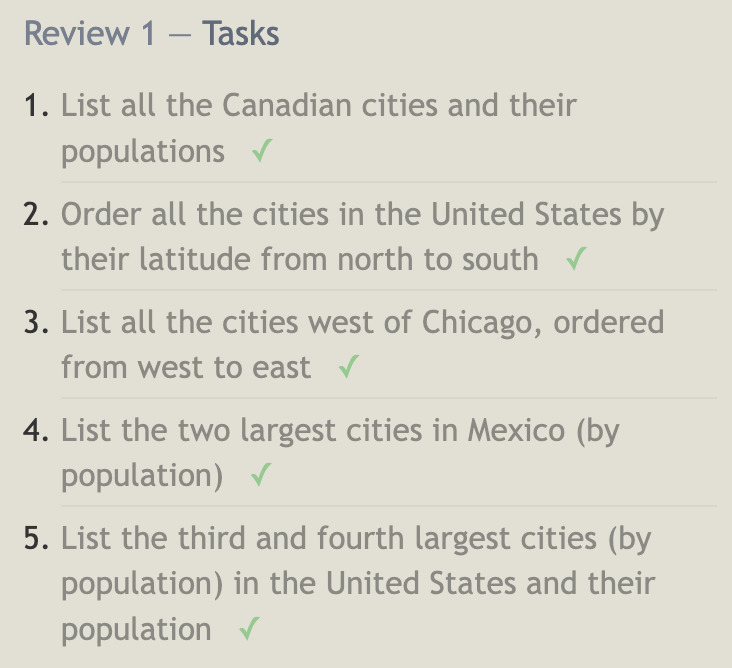 Review 1 — Tasks
1. List all the Canadian cities and their
populations ✓
2. Order all the cities in the United States by
their latitude from north to south ✓
3. List all the cities west of Chicago, ordered
from west to east ✓
4. List the two largest cities in Mexico (by
population) ✓
5. List the third and fourth largest cities (by
population) in the United States and their
population ✓